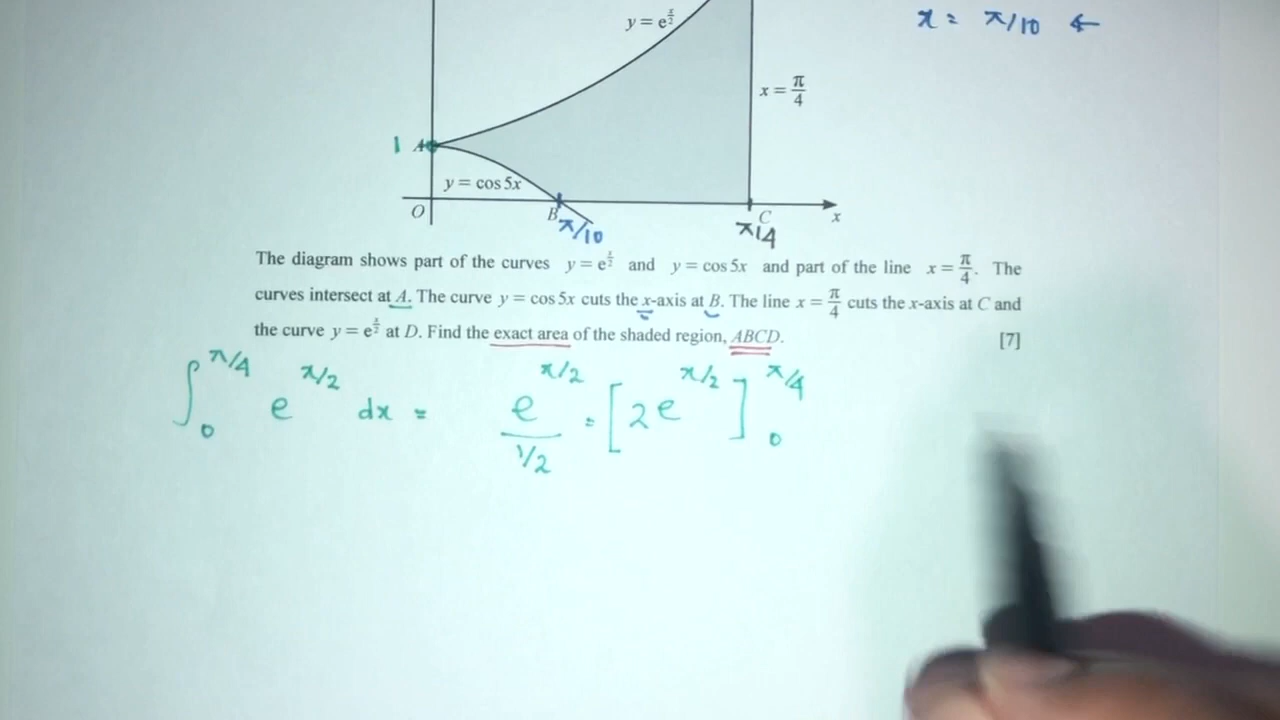 y = e^(x/2)
x = π/10 ←
x = π/4
1 A
y = cos 5x
O B C x
π/10 π/4
The diagram shows part of the curves y = e^(x/2) and y = cos 5x and part of the line x = π/4. The
curves intersect at A. The curve y = cos 5x cuts the x-axis at B. The line x = π/4 cuts the x-axis at C and
the curve y = e^(x/2) at D. Find the exact area of the shaded region, ABCD. [7]
∫₀^(π/4) e^(x/2) dx = e^(x/2)/(1/2) = [2e^(x/2)]₀^(π/4)